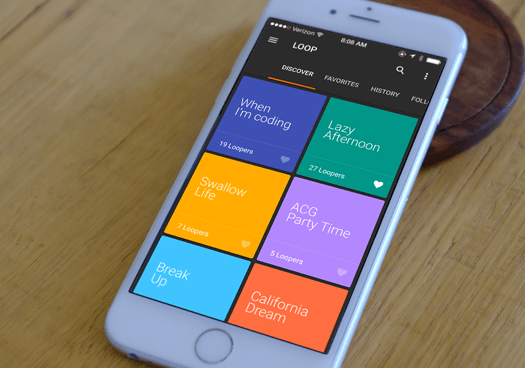 Verizon 8:08 AM
LOOP
DISCOVER FAVORITES HISTORY FOLL
When
I'm coding
19 Loopers
Lazy
Afternoon
27 Loopers
Swallow
Life
7 Loopers
ACG
Party Time
5 Loopers
Break
Up
California
Dream